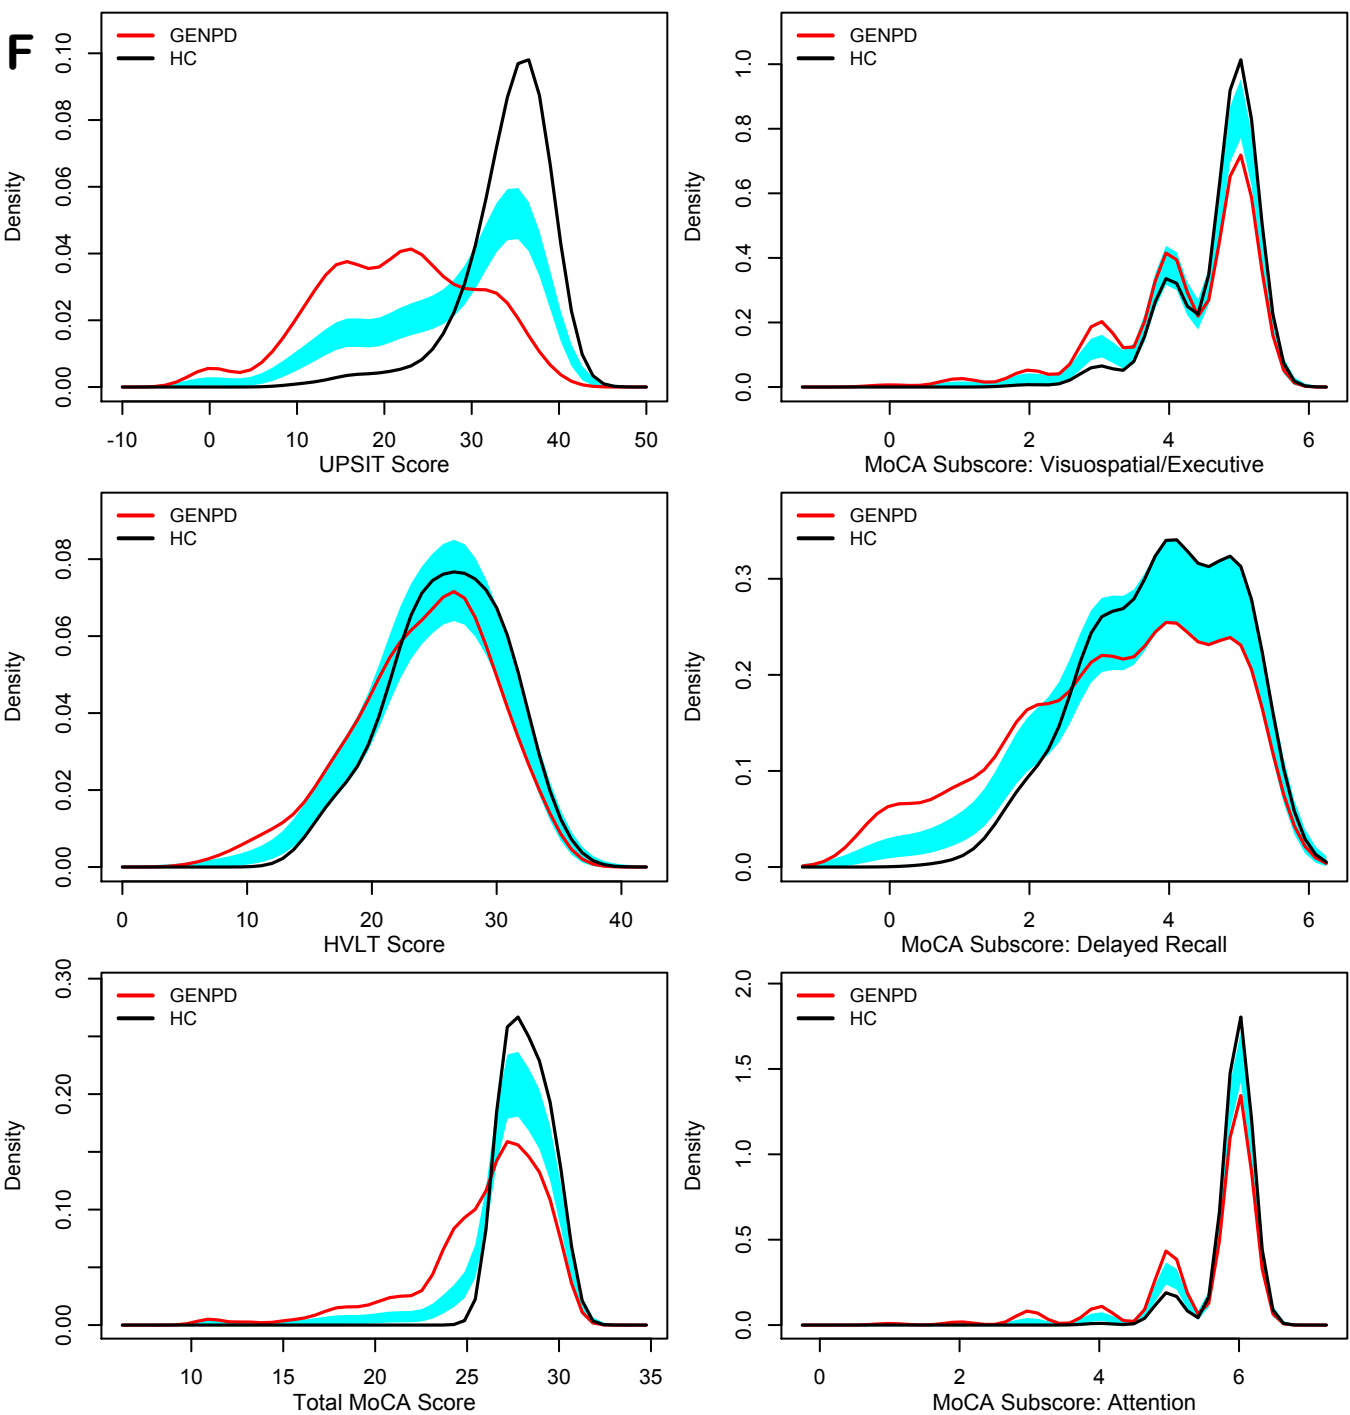 F
GENPD
HC
Density
0.00 0.02 0.04 0.06 0.08 0.10
-10 0 10 20 30 40 50
UPSIT Score
GENPD
HC
Density
0.0 0.2 0.4 0.6 0.8 1.0
0 2 4 6
MoCA Subscore: Visuospatial/Executive
GENPD
HC
Density
0.00 0.02 0.04 0.06 0.08
0 10 20 30 40
HVLT Score
GENPD
HC
Density
0.0 0.1 0.2 0.3
0 2 4 6
MoCA Subscore: Delayed Recall
GENPD
HC
Density
0.00 0.10 0.20 0.30
10 15 20 25 30 35
Total MoCA Score
GENPD
HC
Density
0.0 0.5 1.0 1.5 2.0
0 2 4 6
MoCA Subscore: Attention